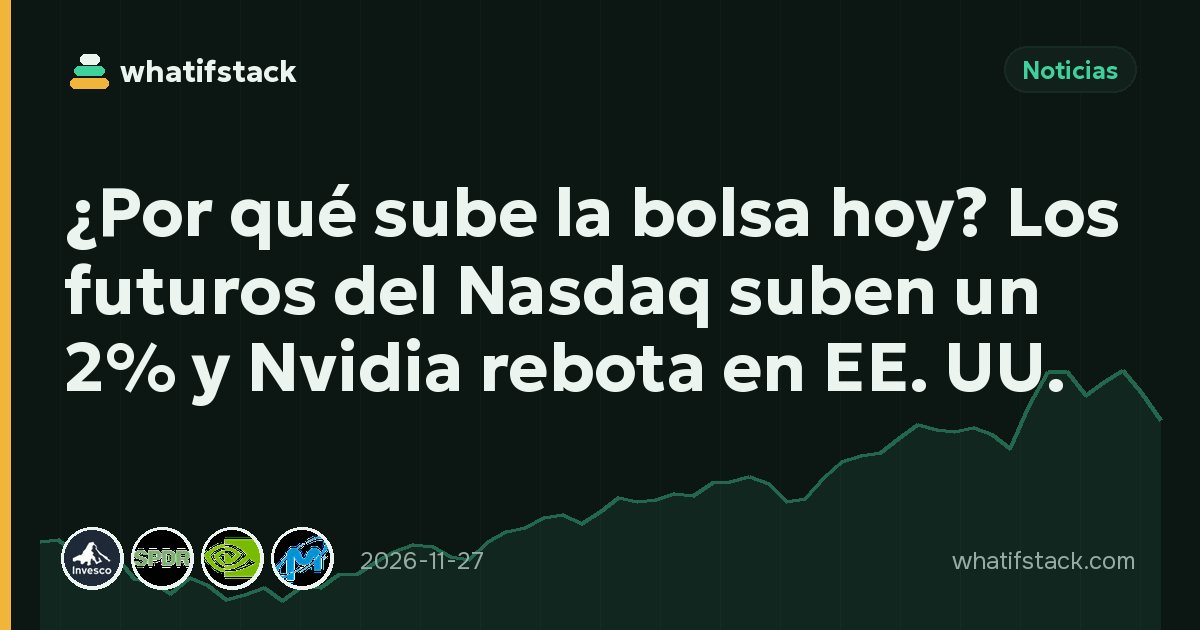 whatifstack
Noticias
¿Por qué sube la bolsa hoy? Los
futuros del Nasdaq suben un
2% y Nvidia rebota en EE. UU.
Invesco
SPDR
M
2026-11-27
whatifstack.com